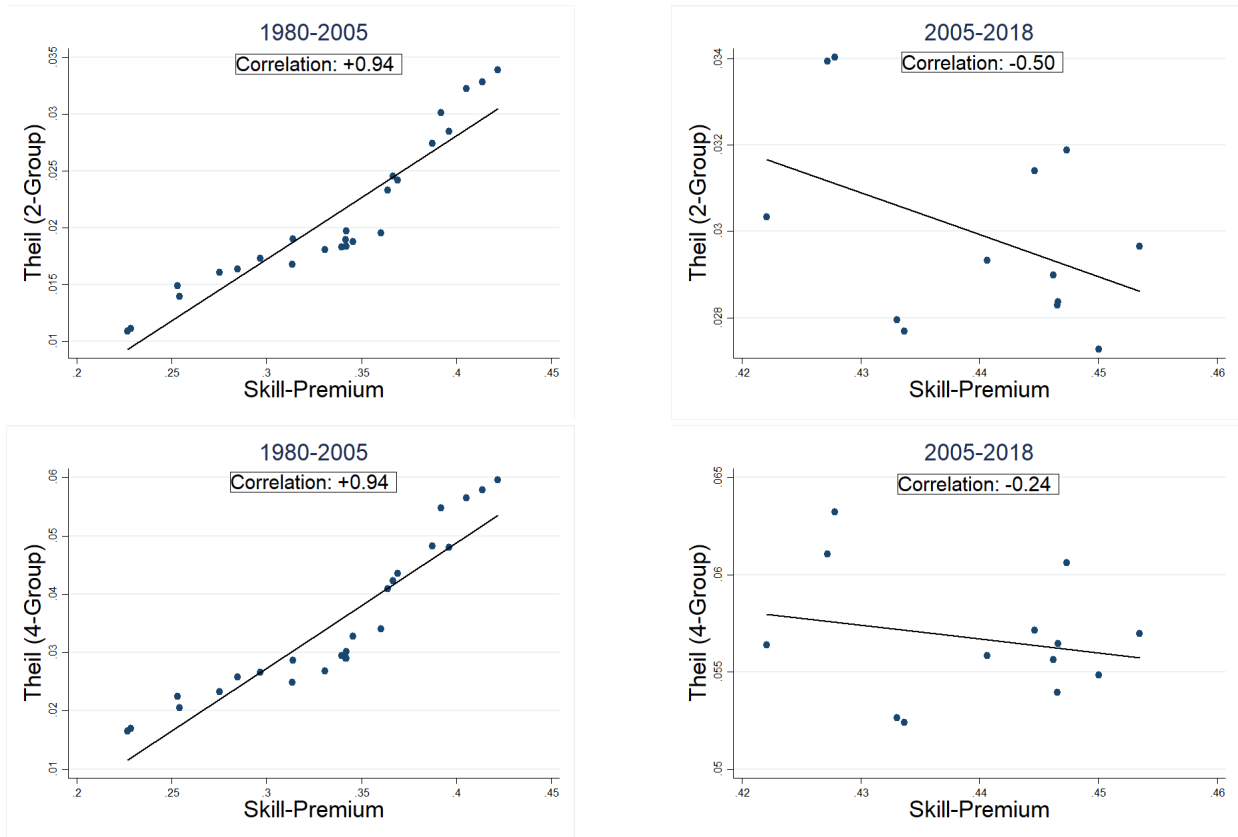 1980-2005
Correlation: +0.94
Theil (2-Group)
.035
.03
.025
.02
.015
.01
.2 .25 .3 .35 .4 .45
Skill-Premium
2005-2018
Correlation: -0.50
Theil (2-Group)
.034
.032
.03
.028
.42 .43 .44 .45 .46
Skill-Premium
1980-2005
Correlation: +0.94
Theil (4-Group)
.06
.05
.04
.03
.02
.01
.2 .25 .3 .35 .4 .45
Skill-Premium
2005-2018
Correlation: -0.24
Theil (4-Group)
.065
.06
.055
.05
.42 .43 .44 .45 .46
Skill-Premium